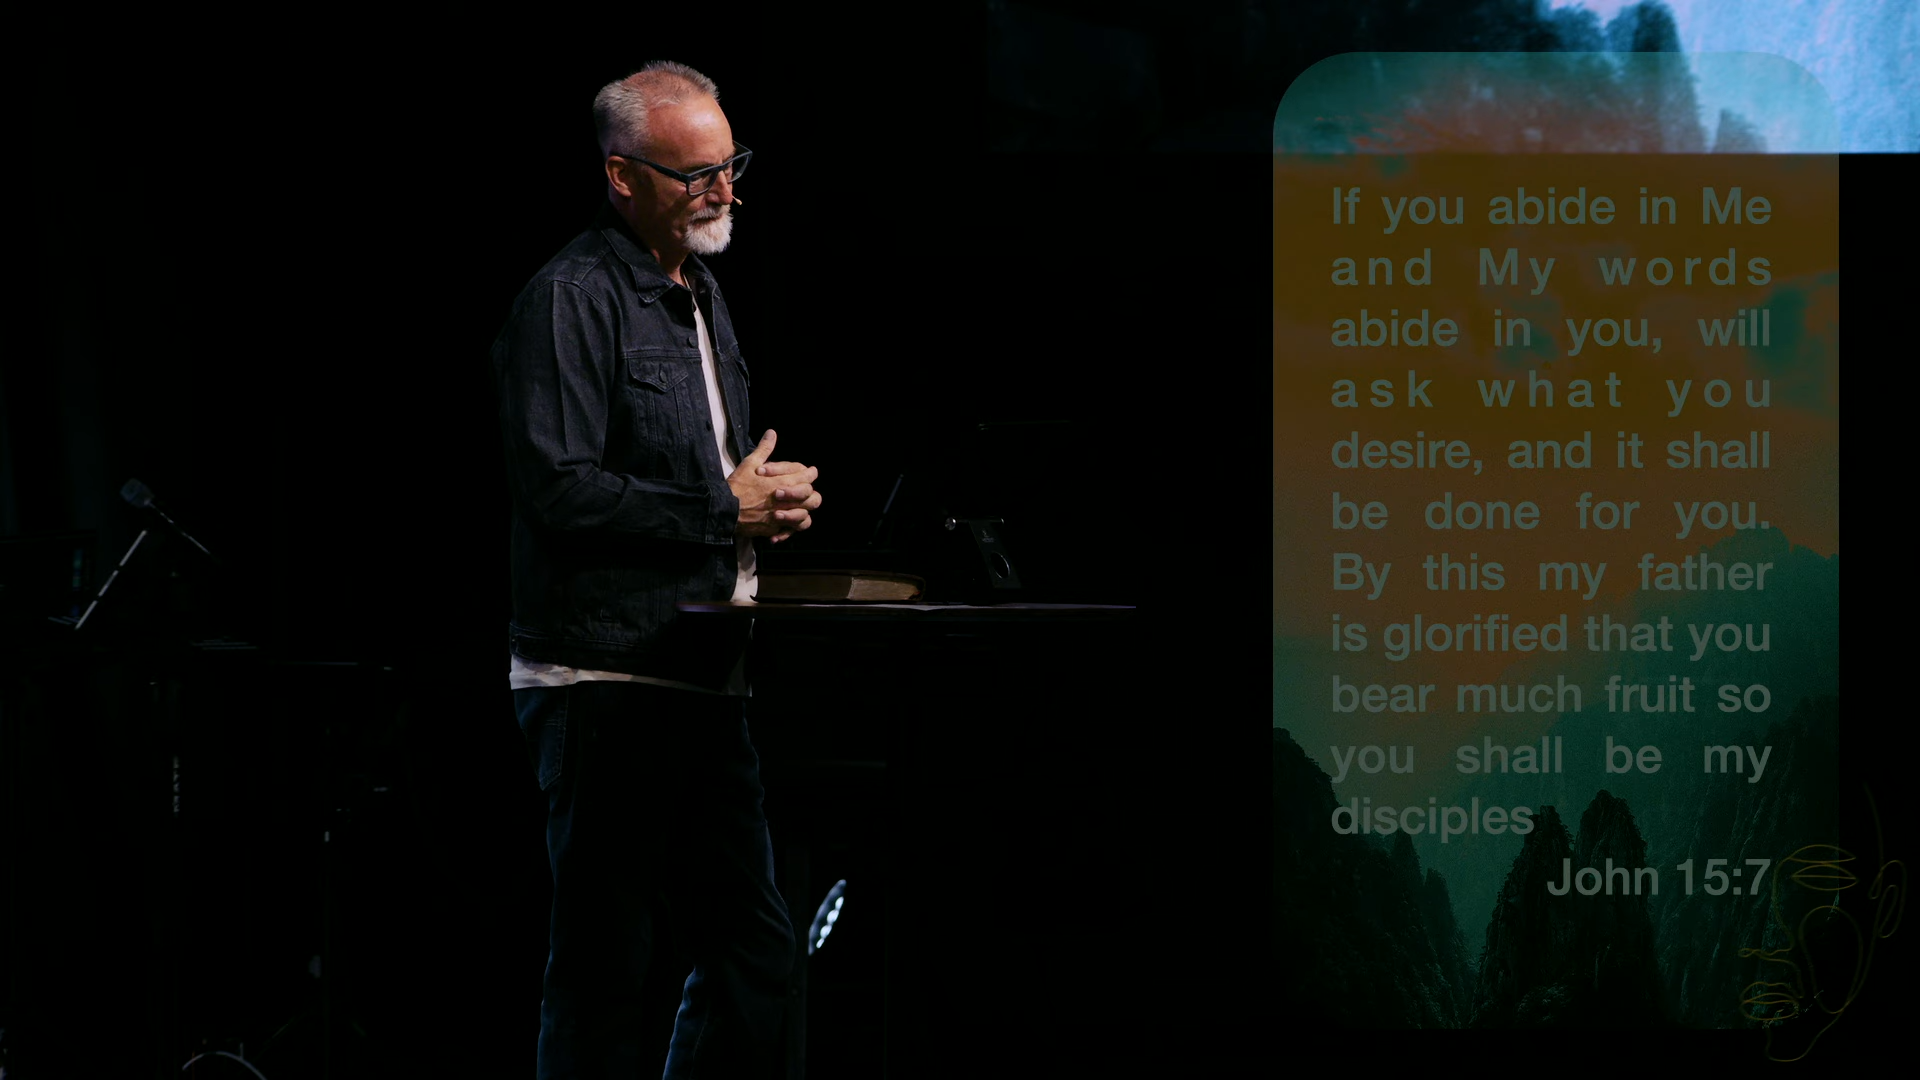 If you abide in Me
and My words
abide in you, will
ask what you
desire, and it shall
be done for you.
By this my father
is glorified that you
bear much fruit so
you shall be my
disciples
John 15:7